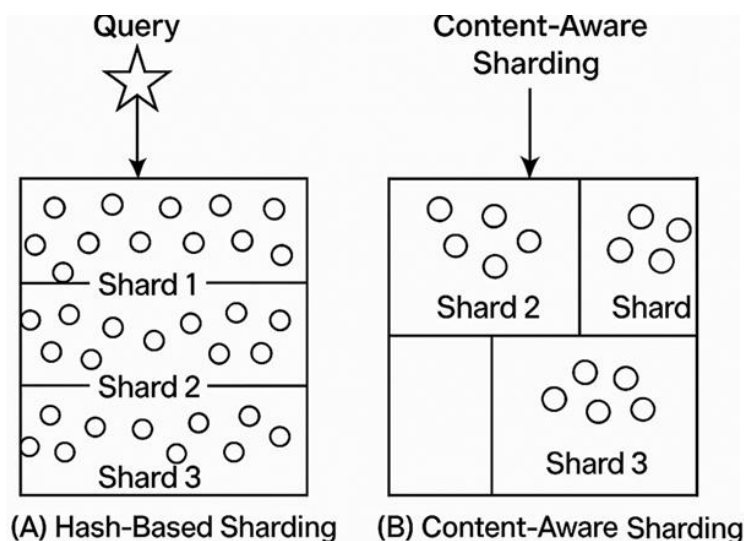 Query
Content-Aware
Sharding
Shard 1
Shard 2
Shard 3
(A) Hash-Based Sharding
Shard 2
Shard
Shard 3
(B) Content-Aware Sharding